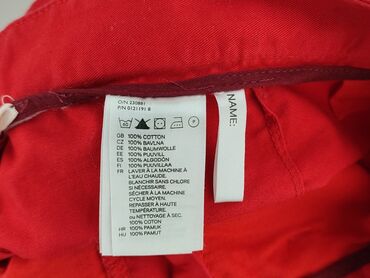 O/N 230881
P/N 0121191 8
GB 100% COTTON
CZ 100% BAVLNA
DE 100% BAUMWOLLE
EE 100% PUUVILL
ES 100% ALGODÓN
FI 100% PUUVILLAA
FR LAVER À LA MACHINE À
L'EAU CHAUDE.
BLANCHIR SANS CHLORE
SI NÉCESSAIRE.
SÉCHER À LA MACHINE
CYCLE MOYEN.
REPASSER À HAUTE
TEMPÉRATURE.
OU NETTOYAGE À SEC.
100% COTON
HR 100% PAMUK
HU 100% PAMUT
NAME: